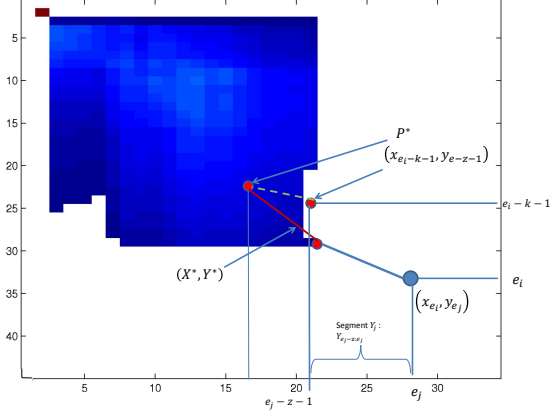 5
10
P*
15
(x_{e_i-k-1}, y_{e-z-1})
20
25
e_i - k - 1
30
(X*, Y*)
e_i
35
(x_{e_i}, y_{e_j})
Segment Y_j :
Y_{e_j-z:e_j}
40
5 10 15 20 25 30
e_j - z - 1
e_j